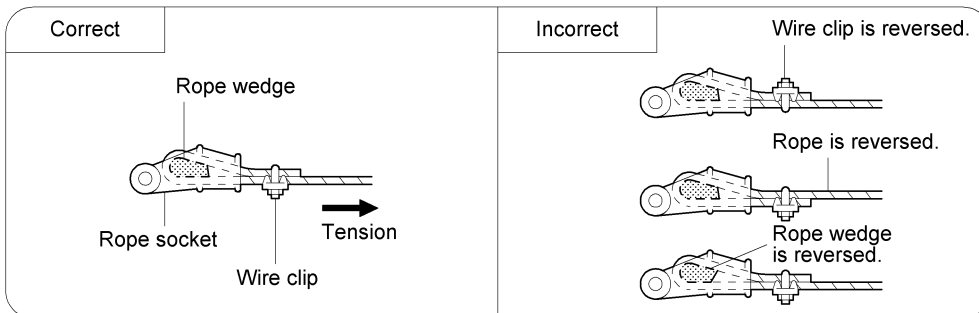 Correct
Rope wedge
Rope socket
Tension
Wire clip
Incorrect
Wire clip is reversed.
Rope is reversed.
Rope wedge
is reversed.